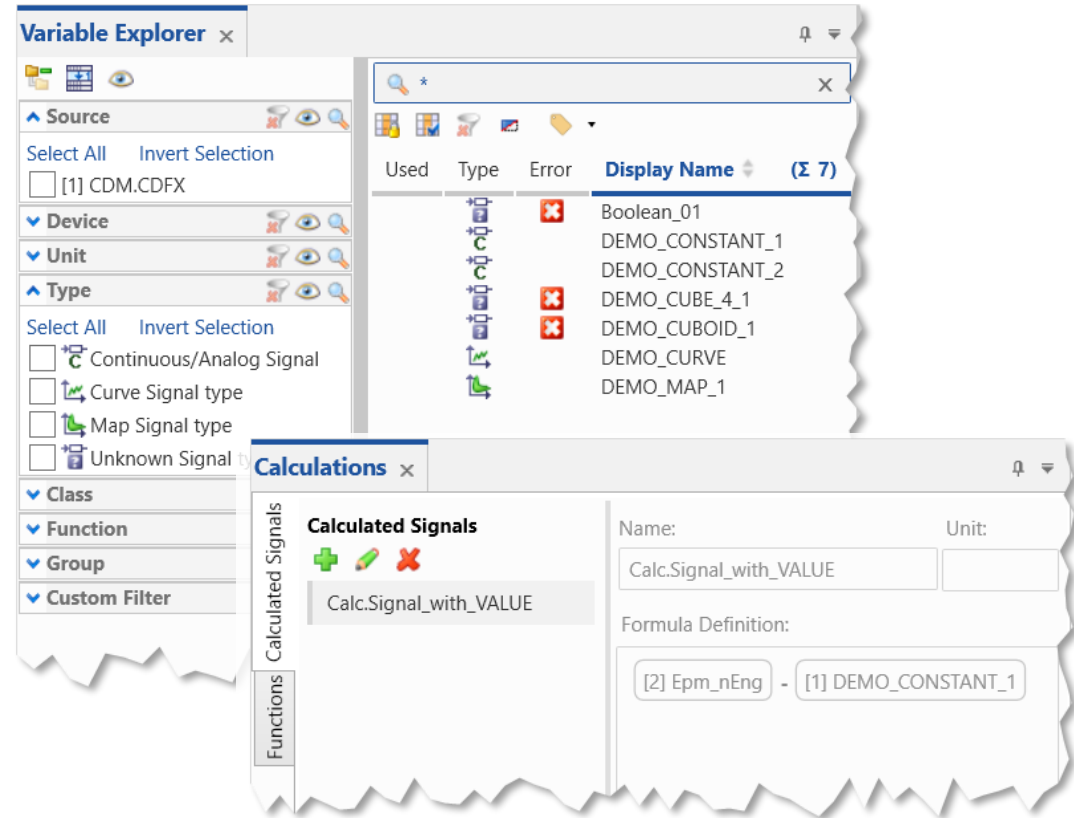 Variable Explorer
*
Source
Select All Invert Selection
[1] CDM.CDFX
Device
Unit
Type
Select All Invert Selection
Continuous/Analog Signal
Curve Signal type
Map Signal type
Unknown Signal
Class
Function
Group
Custom Filter
Used Type Error Display Name (Σ 7)
Boolean_01
DEMO_CONSTANT_1
DEMO_CONSTANT_2
DEMO_CUBE_4_1
DEMO_CUBOID_1
DEMO_CURVE
DEMO_MAP_1
Calculations
Calculated Signals
Functions
Calculated Signals
Calc.Signal_with_VALUE
Name: Unit:
Calc.Signal_with_VALUE
Formula Definition:
[2] Epm_nEng - [1] DEMO_CONSTANT_1